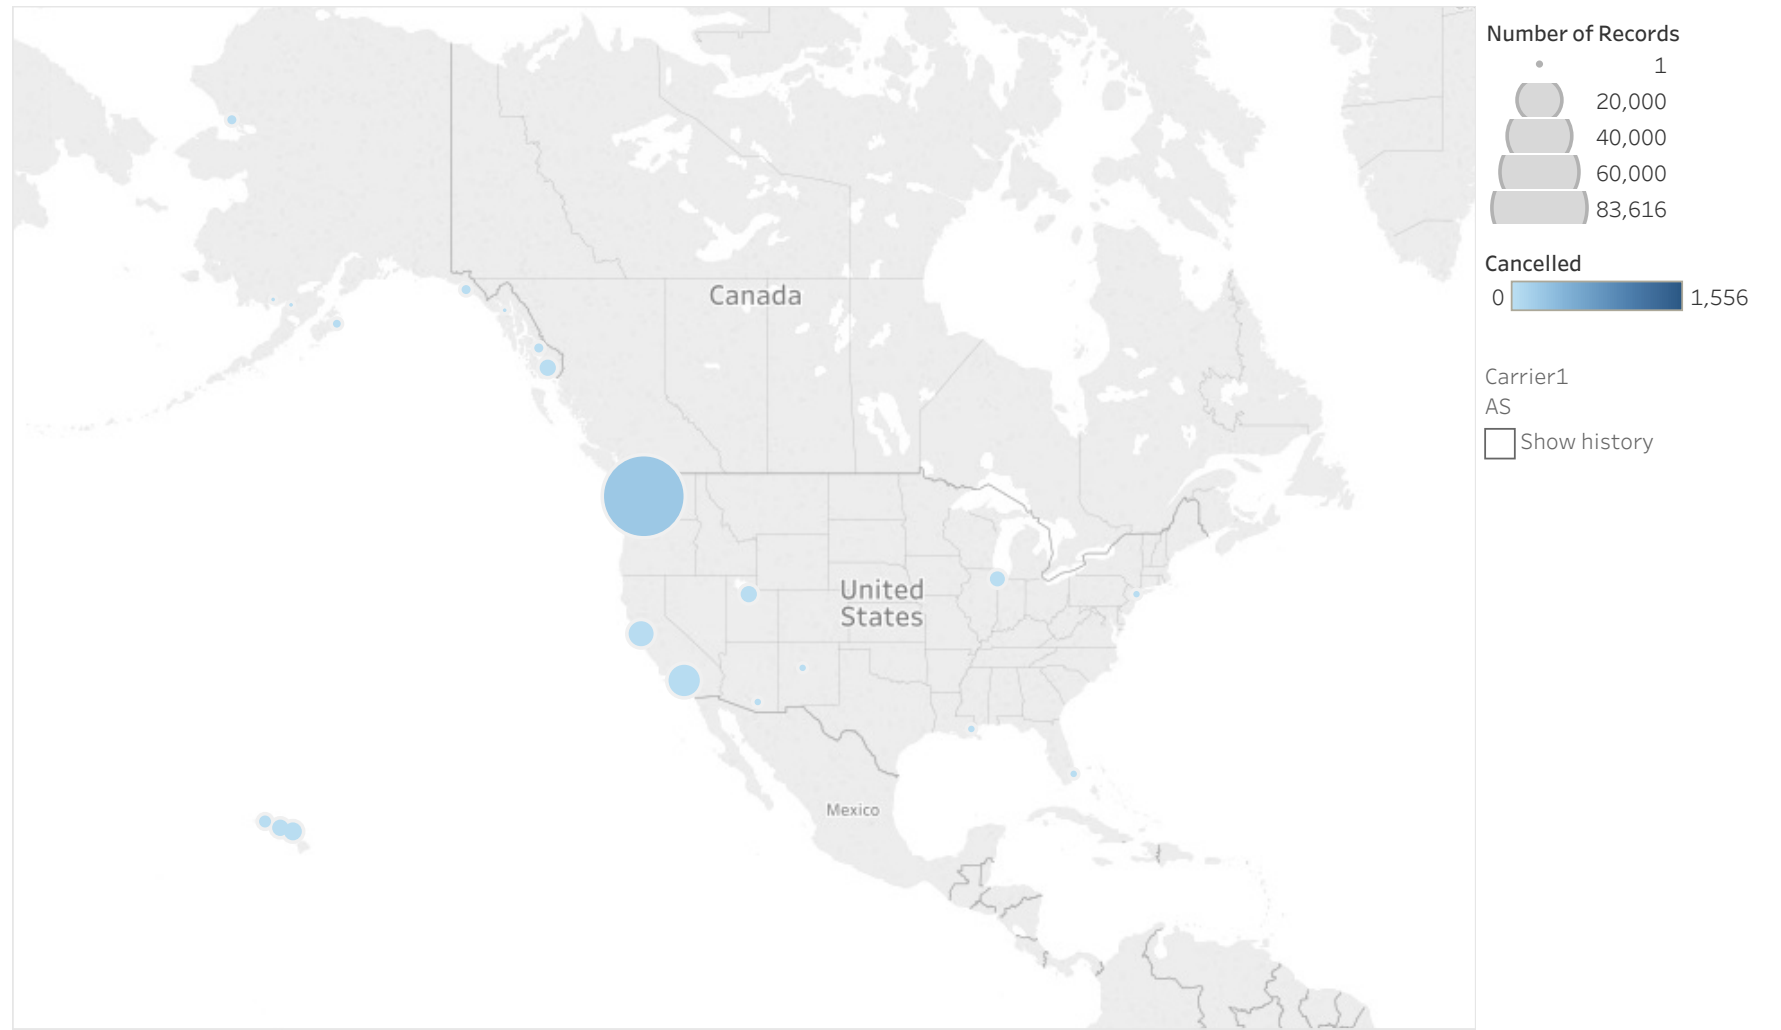 Canada
United
States
Mexico
Number of Records
1
20,000
40,000
60,000
83,616
Cancelled
0 1,556
Carrier1
AS
Show history